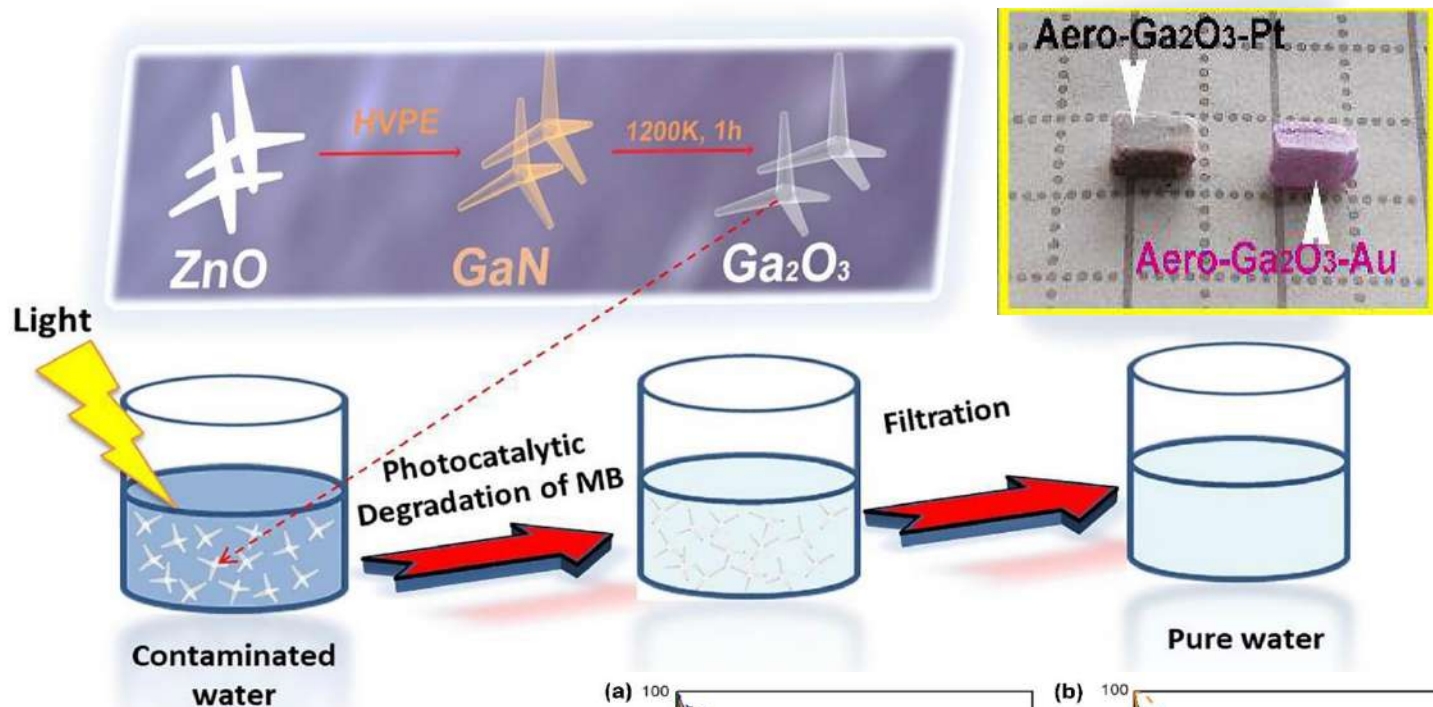 Aero-Ga₂O₃-Pt
HVPE
1200K, 1h
ZnO
GaN
Ga₂O₃
Aero-Ga₂O₃-Au
Light
Photocatalytic
Degradation of MB
Filtration
Contaminated
water
Pure water
(a) 100
(b) 100